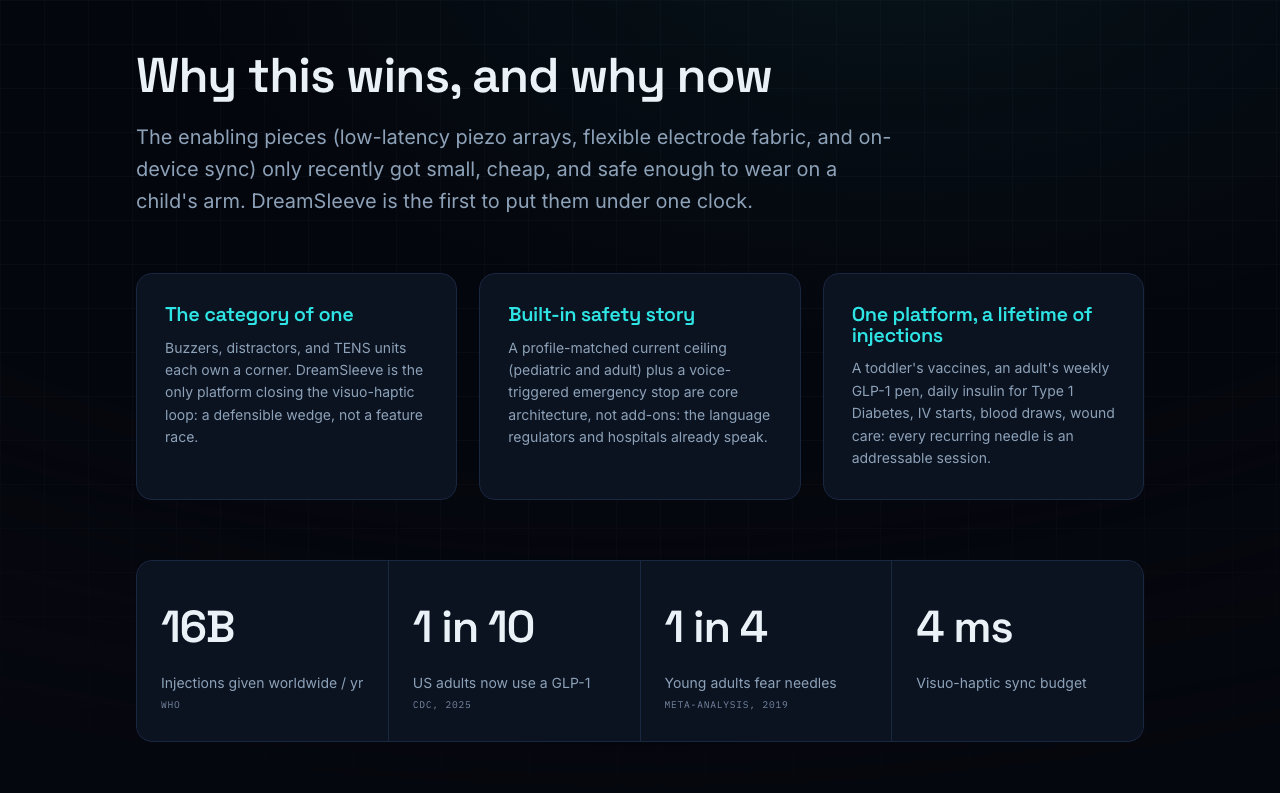 Why this wins, and why now
The enabling pieces (low-latency piezo arrays, flexible electrode fabric, and on-
device sync) only recently got small, cheap, and safe enough to wear on a
child's arm. DreamSleeve is the first to put them under one clock.
The category of one
Buzzers, distractors, and TENS units
each own a corner. DreamSleeve is the
only platform closing the visuo-haptic
loop: a defensible wedge, not a feature
race.
Built-in safety story
A profile-matched current ceiling
(pediatric and adult) plus a voice-
triggered emergency stop are core
architecture, not add-ons: the language
regulators and hospitals already speak.
One platform, a lifetime of
injections
A toddler's vaccines, an adult's weekly
GLP-1 pen, daily insulin for Type 1
Diabetes, IV starts, blood draws, wound
care: every recurring needle is an
addressable session.
16B
Injections given worldwide / yr
WHO
1 in 10
US adults now use a GLP-1
CDC, 2025
1 in 4
Young adults fear needles
META-ANALYSIS, 2019
4 ms
Visuo-haptic sync budget